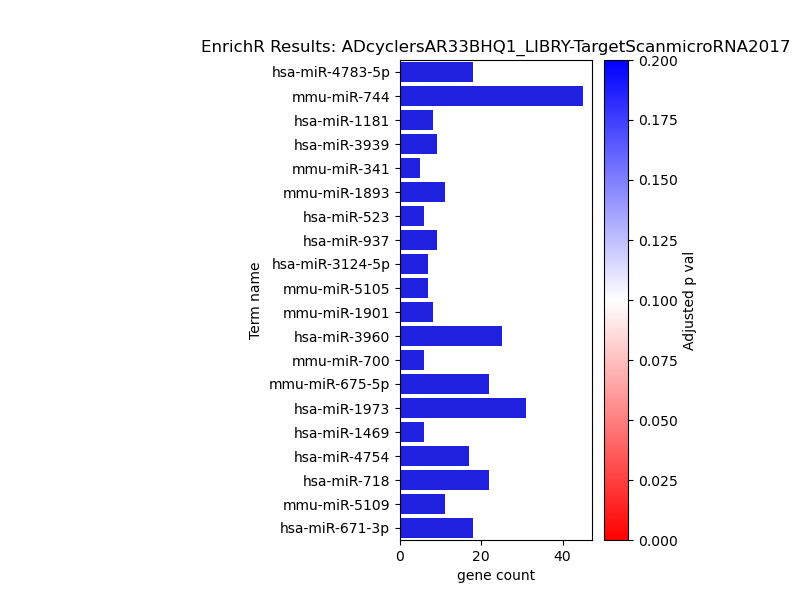 EnrichR Results: ADcyclersAR33BHQ1_LIBRY-TargetScanmicroRNA2017
hsa-miR-4783-5p
mmu-miR-744
hsa-miR-1181
hsa-miR-3939
mmu-miR-341
mmu-miR-1893
hsa-miR-523
hsa-miR-937
hsa-miR-3124-5p
mmu-miR-5105
mmu-miR-1901
hsa-miR-3960
mmu-miR-700
mmu-miR-675-5p
hsa-miR-1973
hsa-miR-1469
hsa-miR-4754
hsa-miR-718
mmu-miR-5109
hsa-miR-671-3p
Term name
0 20 40
gene count
0.200
0.175
0.150
0.125
0.100
0.075
0.050
0.025
0.000
Adjusted p val